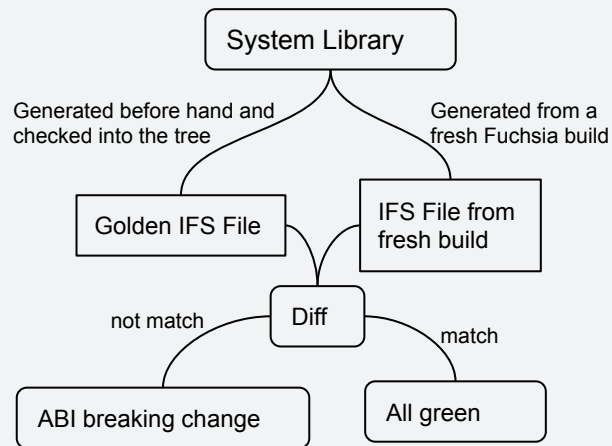 System Library
Generated before hand and
checked into the tree
Generated from a
fresh Fuchsia build
Golden IFS File
IFS File from
fresh build
Diff
not match
match
ABI breaking change
All green